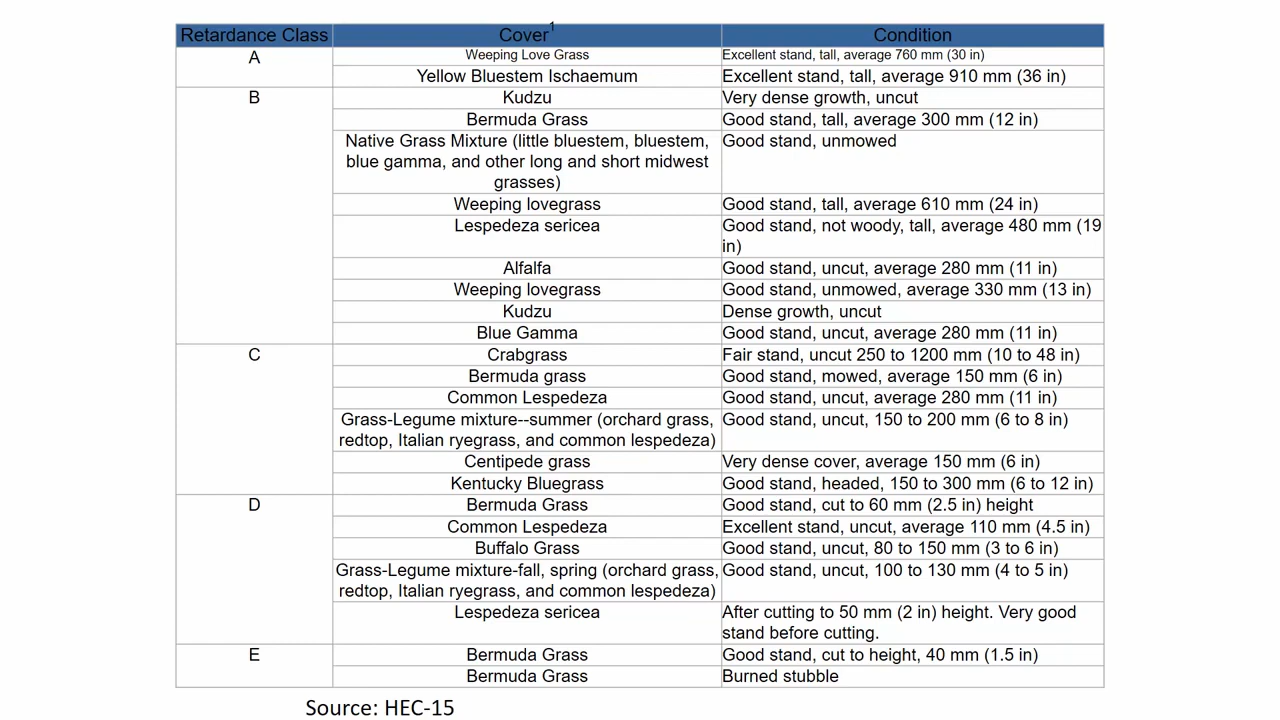 Retardance Class Cover1 Condition
A Weeping Love Grass Excellent stand, tall, average 760 mm (30 in)
Yellow Bluestem Ischaemum Excellent stand, tall, average 910 mm (36 in)
B Kudzu Very dense growth, uncut
Bermuda Grass Good stand, tall, average 300 mm (12 in)
Native Grass Mixture (little bluestem, bluestem, Good stand, unmowed
blue gamma, and other long and short midwest
grasses)
Weeping lovegrass Good stand, tall, average 610 mm (24 in)
Lespedeza sericea Good stand, not woody, tall, average 480 mm (19
in)
Alfalfa Good stand, uncut, average 280 mm (11 in)
Weeping lovegrass Good stand, unmowed, average 330 mm (13 in)
Kudzu Dense growth, uncut
Blue Gamma Good stand, uncut, average 280 mm (11 in)
C Crabgrass Fair stand, uncut 250 to 1200 mm (10 to 48 in)
Bermuda grass Good stand, mowed, average 150 mm (6 in)
Common Lespedeza Good stand, uncut, average 280 mm (11 in)
Grass-Legume mixture--summer (orchard grass, Good stand, uncut, 150 to 200 mm (6 to 8 in)
redtop, Italian ryegrass, and common lespedeza)
Centipede grass Very dense cover, average 150 mm (6 in)
Kentucky Bluegrass Good stand, headed, 150 to 300 mm (6 to 12 in)
D Bermuda Grass Good stand, cut to 60 mm (2.5 in) height
Common Lespedeza Excellent stand, uncut, average 110 mm (4.5 in)
Buffalo Grass Good stand, uncut, 80 to 150 mm (3 to 6 in)
Grass-Legume mixture-fall, spring (orchard grass, Good stand, uncut, 100 to 130 mm (4 to 5 in)
redtop, Italian ryegrass, and common lespedeza)
Lespedeza sericea After cutting to 50 mm (2 in) height. Very good
stand before cutting.
E Bermuda Grass Good stand, cut to height, 40 mm (1.5 in)
Bermuda Grass Burned stubble
Source: HEC-15